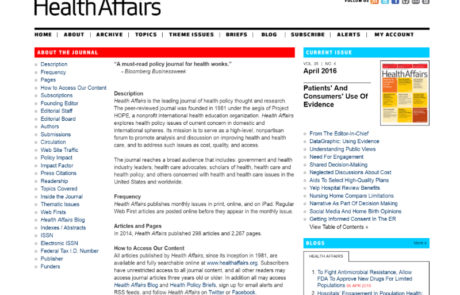 HealthAffairs
FOLLOW US
HOME ABOUT ARCHIVE TOPICS THEME ISSUES BRIEFS BLOG SUBSCRIBE ALERTS MY ACCOUNT
ABOUT THE JOURNAL
Description
Frequency
Pages
How to Access Our Content
Subscriptions
Founding Editor
Editorial Staff
Editorial Board
Authors
Submissions
Circulation
Web Site Traffic
Policy Impact
Impact Factor
Press Citations
Readership
Topics Covered
Inside the Journal
Thematic Issues
Web Firsts
Health Affairs Blog
Indexes / Abstracts
ISSN
Electronic ISSN
Federal Tax I.D. Number
Publisher
Funders
"A must-read policy journal for health wonks."
- Bloomberg Businessweek
Description
Health Affairs is the leading journal of health policy thought and research.
The peer-reviewed journal was founded in 1981 under the aegis of Project
HOPE, a nonprofit international health education organization. Health Affairs
explores health policy issues of current concern in domestic and
international spheres. Its mission is to serve as a high-level, nonpartisan
forum to promote analysis and discussion on improving health and health
care, and to address such issues as cost, quality, and access.
The journal reaches a broad audience that includes: government and health
industry leaders; health care advocates; scholars of health, health care and
health policy; and others concerned with health and health care issues in the
United States and worldwide.
Frequency
Health Affairs publishes monthly issues in print, online, and on iPad. Regular
Web First articles are posted online before they appear in the monthly issue.
Articles and Pages
In 2014, Health Affairs published 298 articles and 2,267 pages.
How to Access Our Content
All articles published by Health Affairs, since its inception in 1981, are
available and fully searchable online at www.healthaffairs.org. Subscribers
have unrestricted access to all journal content, and all other readers may
access journal articles three years old or older. In addition all may access
Health Affairs Blog and Health Policy Briefs, sign up for email alerts and
RSS feeds, and follow Health Affairs on Twitter or Facebook.
CURRENT ISSUE
April 2016
Patients' And
Consumers' Use Of
Evidence
HealthAffairs
From The Editor-In-Chief
DataGraphic: Using Evidence
Understanding Public Views
Need For Engagement
Shared Decision-Making
Neglected Discussions About Cost
Aids To Select High-Quality Plans
Yelp Hospital Review Benefits
Nursing Home Compare Limitations
Narrative As Part Of Decision Making
Social Media And Home Birth Opinions
Getting Informed Consent In The ER
View Table of Contents »
BLOGS
HEALTH AFFAIRS
1. To Fight Antimicrobial Resistance, Allow
FDA To Approve New Drugs For Limited
Populations